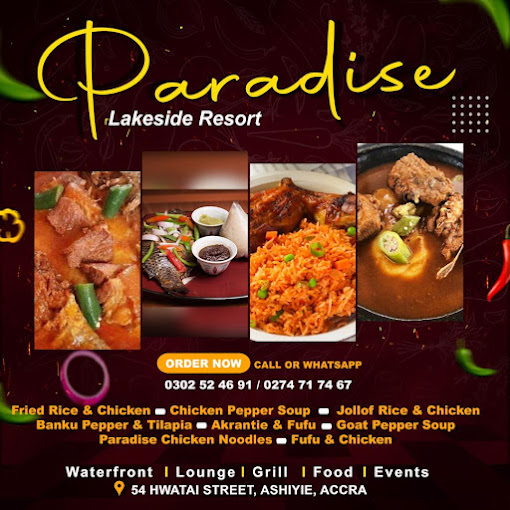 Paradise
Lakeside Resort
ORDER NOW CALL OR WHATSAPP
0302 52 46 91 / 0274 71 74 67
Fried Rice & Chicken - Chicken Pepper Soup - Jollof Rice & Chicken
Banku Pepper & Tilapia - Akrantie & Fufu - Goat Pepper Soup
Paradise Chicken Noodles - Fufu & Chicken
Waterfront | Lounge | Grill | Food | Events
54 HWATAI STREET, ASHIYIE, ACCRA